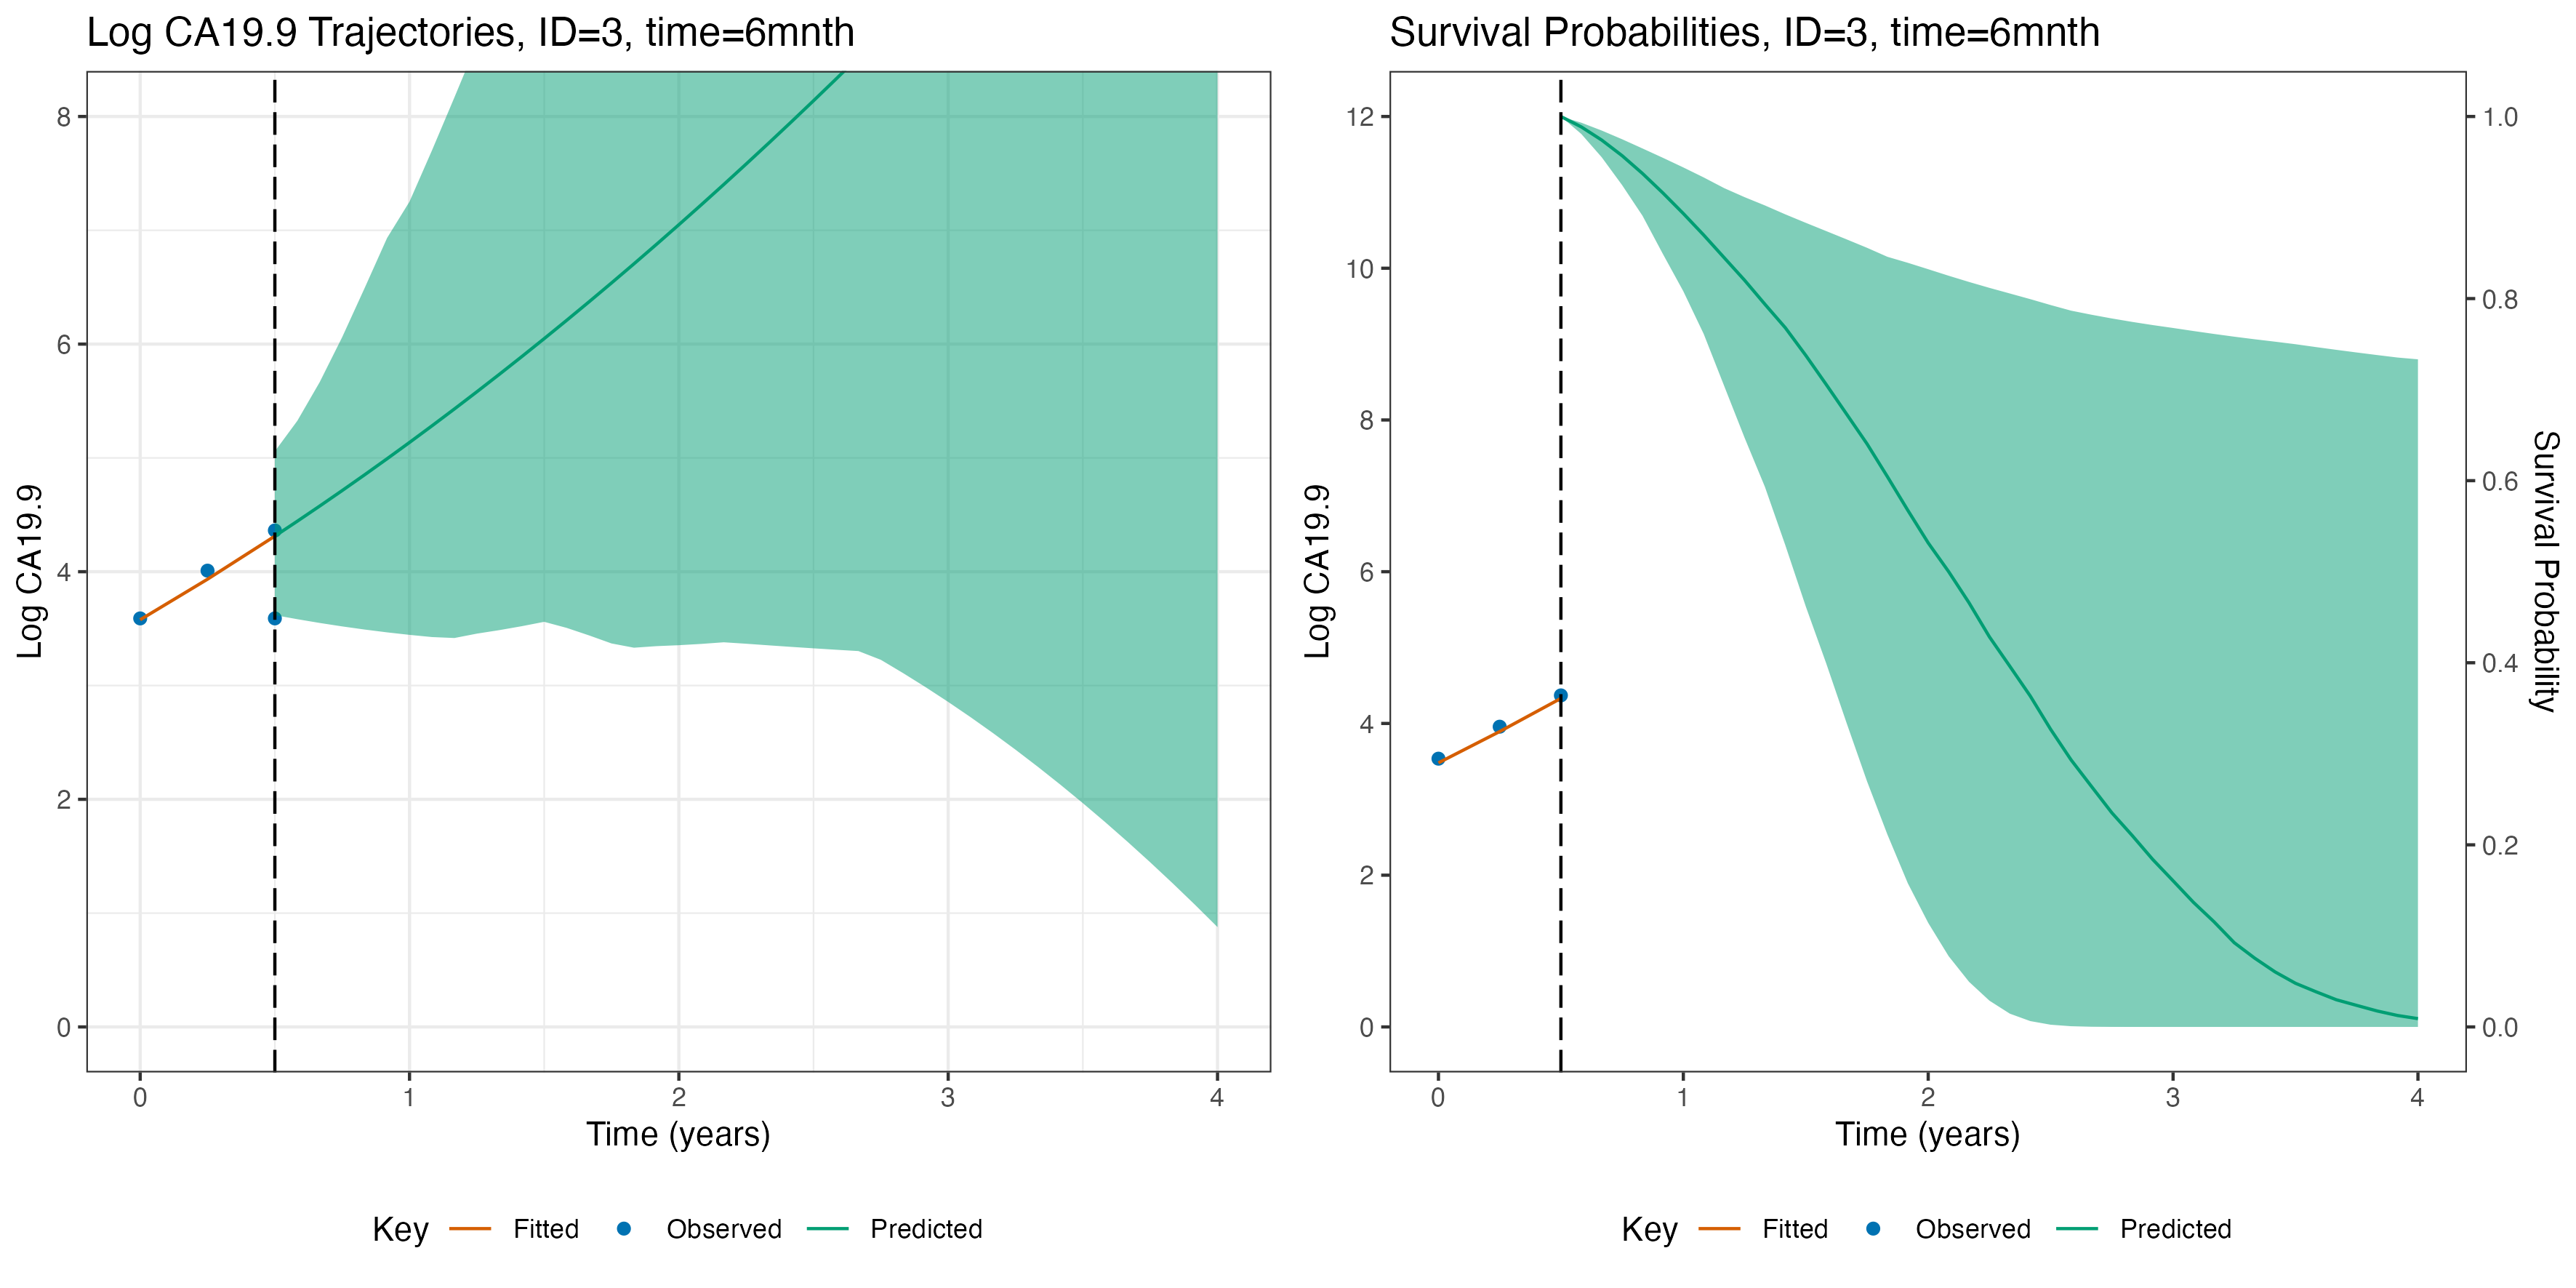 Log CA19.9 Trajectories, ID=3, time=6mnth
8
6
4
2
0
Log CA19.9
0 1 2 3 4
Time (years)
Key Fitted Observed Predicted
Survival Probabilities, ID=3, time=6mnth
12
10
8
6
4
2
0
Log CA19.9
1.0
0.8
0.6
0.4
0.2
0.0
Survival Probability
0 1 2 3 4
Time (years)
Key Fitted Observed Predicted